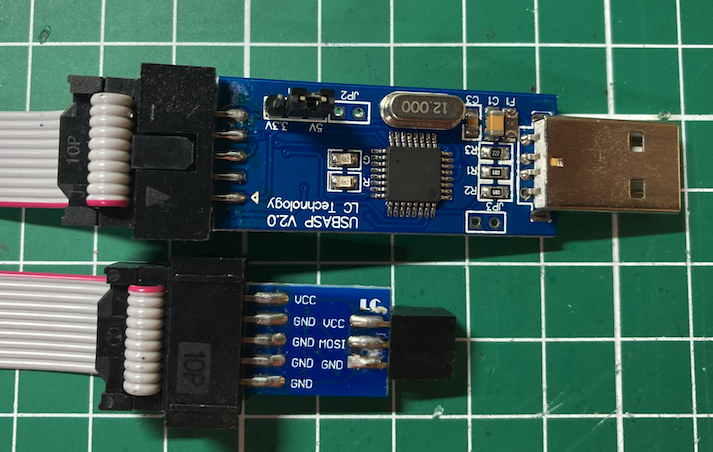 10P
12.000
JP2
3.3V
5V
C3
C1
F1
G
R
R3
222
R1
R2
JP3
USBASP V2.0
LC Technology
10P
VCC
GND VCC
GND MOSI
GND GND
GND